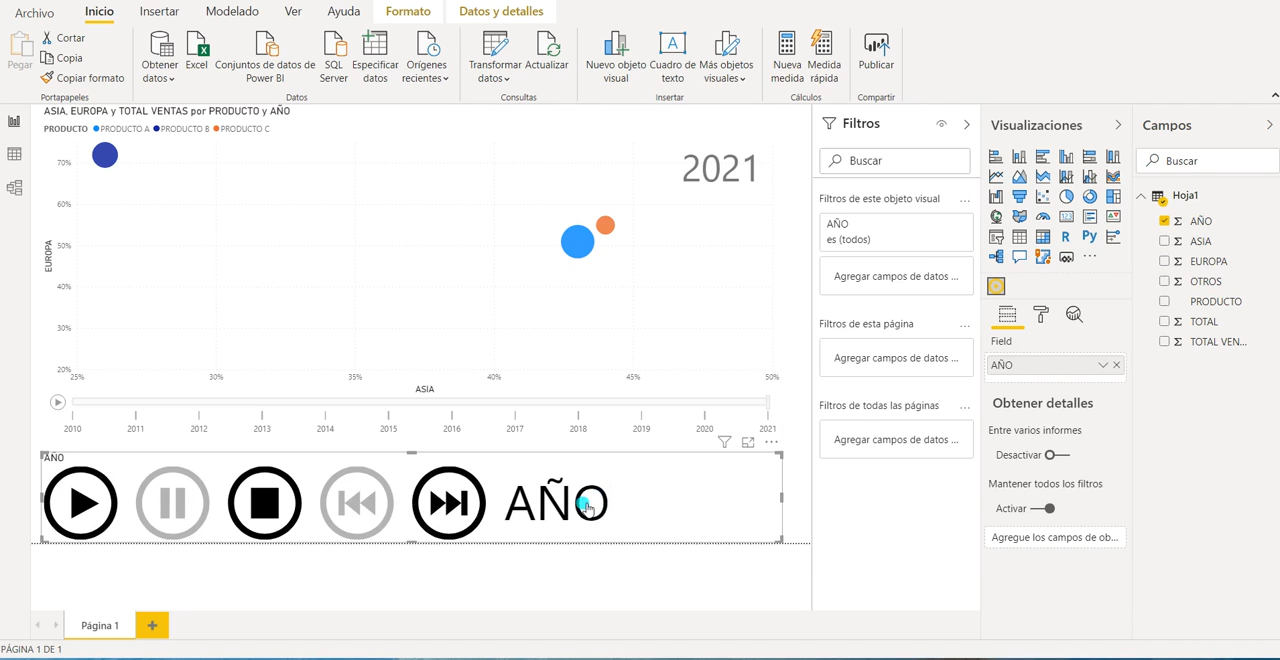 Archivo Inicio Insertar Modelado Ver Ayuda Formato Datos y detalles
Pegar
Cortar
Copia
Copiar formato
Portapapeles
Obtener datos
Excel
Conjuntos de datos de Power BI
SQL Server
Especificar datos
Orígenes recientes
Datos
Transformar datos
Actualizar
Consultas
Nuevo objeto visual
Cuadro de texto
A
Más objetos visuales
Insertar
Nueva medida
Medida rápida
Cálculos
Publicar
Compartir
ASIA, EUROPA y TOTAL VENTAS por PRODUCTO y AÑO
PRODUCTO PRODUCTO A PRODUCTO B PRODUCTO C
2021
70%
60%
50%
40%
30%
20%
EUROPA
25% 30% 35% 40% 45% 50%
ASIA
2010 2011 2012 2013 2014 2015 2016 2017 2018 2019 2020 2021
AÑO
AÑO
Filtros
Buscar
Filtros de este objeto visual ...
AÑO
es (todos)
Agregar campos de datos ...
Filtros de esta página ...
Agregar campos de datos ...
Filtros de todas las páginas ...
Agregar campos de datos ...
Visualizaciones
123
R Py
...
Field
AÑO
Obtener detalles
Entre varios informes
Desactivar
Mantener todos los filtros
Activar
Agregue los campos de ob...
Campos
Buscar
Hoja1
Σ AÑO
Σ ASIA
Σ EUROPA
Σ OTROS
PRODUCTO
Σ TOTAL
Σ TOTAL VEN...
Página 1 +
PÁGINA 1 DE 1